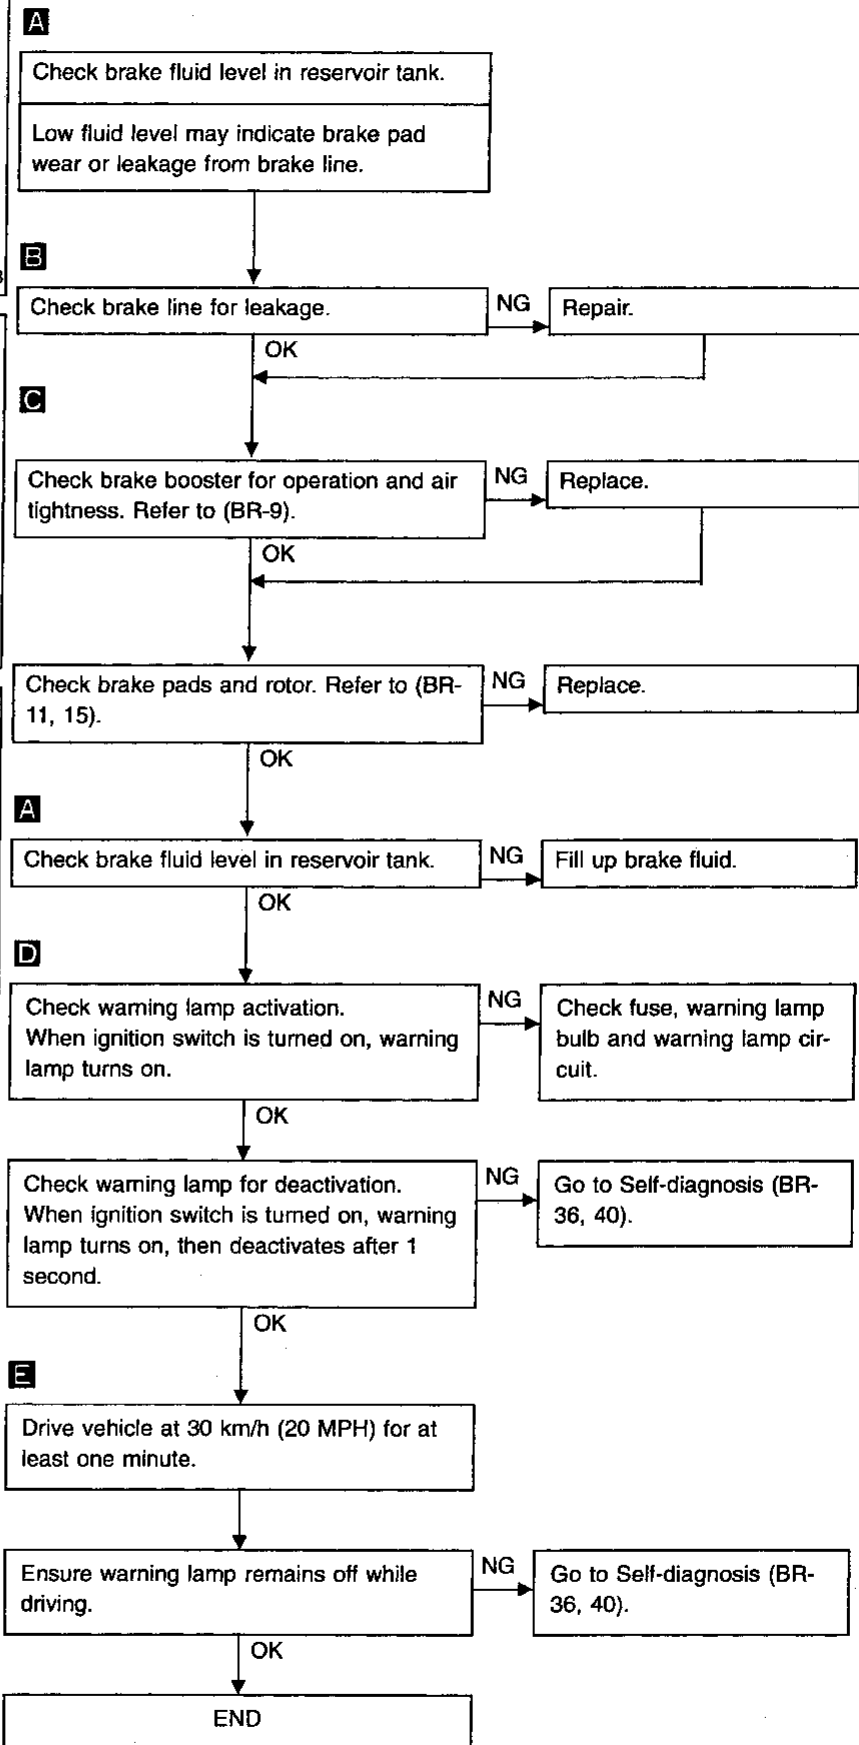 A
Check brake fluid level in reservoir tank.
Low fluid level may indicate brake pad
wear or leakage from brake line.
B
Check brake line for leakage.
NG
Repair.
OK
C
Check brake booster for operation and air
tightness. Refer to (BR-9).
NG
Replace.
OK
Check brake pads and rotor. Refer to (BR-
11, 15).
NG
Replace.
OK
A
Check brake fluid level in reservoir tank.
NG
Fill up brake fluid.
OK
D
Check warning lamp activation.
When ignition switch is turned on, warning
lamp turns on.
NG
Check fuse, warning lamp
bulb and warning lamp cir-
cuit.
OK
Check warning lamp for deactivation.
When ignition switch is turned on, warning
lamp turns on, then deactivates after 1
second.
NG
Go to Self-diagnosis (BR-
36, 40).
OK
E
Drive vehicle at 30 km/h (20 MPH) for at
least one minute.
Ensure warning lamp remains off while
driving.
NG
Go to Self-diagnosis (BR-
36, 40).
OK
END